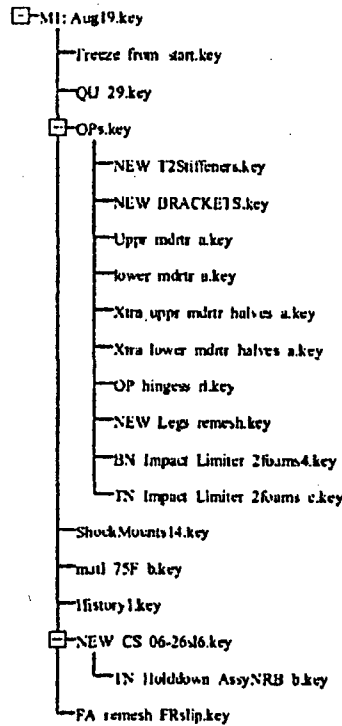 M1: Aug19.key
Freeze from start.key
QU 29.key
OPs.key
NEW T2Stiffeners.key
NEW BRACKETS.key
Uppr mdrtr a.key
lower mdrtr a.key
Xtra uppr mdrtr halves a.key
Xtra lower mdrtr halves a.key
OP hingess d.key
NEW Legs remesh.key
BN Impact Limiter 2foams4.key
TN Impact Limiter 2foams c.key
ShockMounts14.key
matl 75F b.key
History1.key
NEW CS 06-26sl6.key
TN Holddown AssyNRB b.key
FA remesh FRslip.key